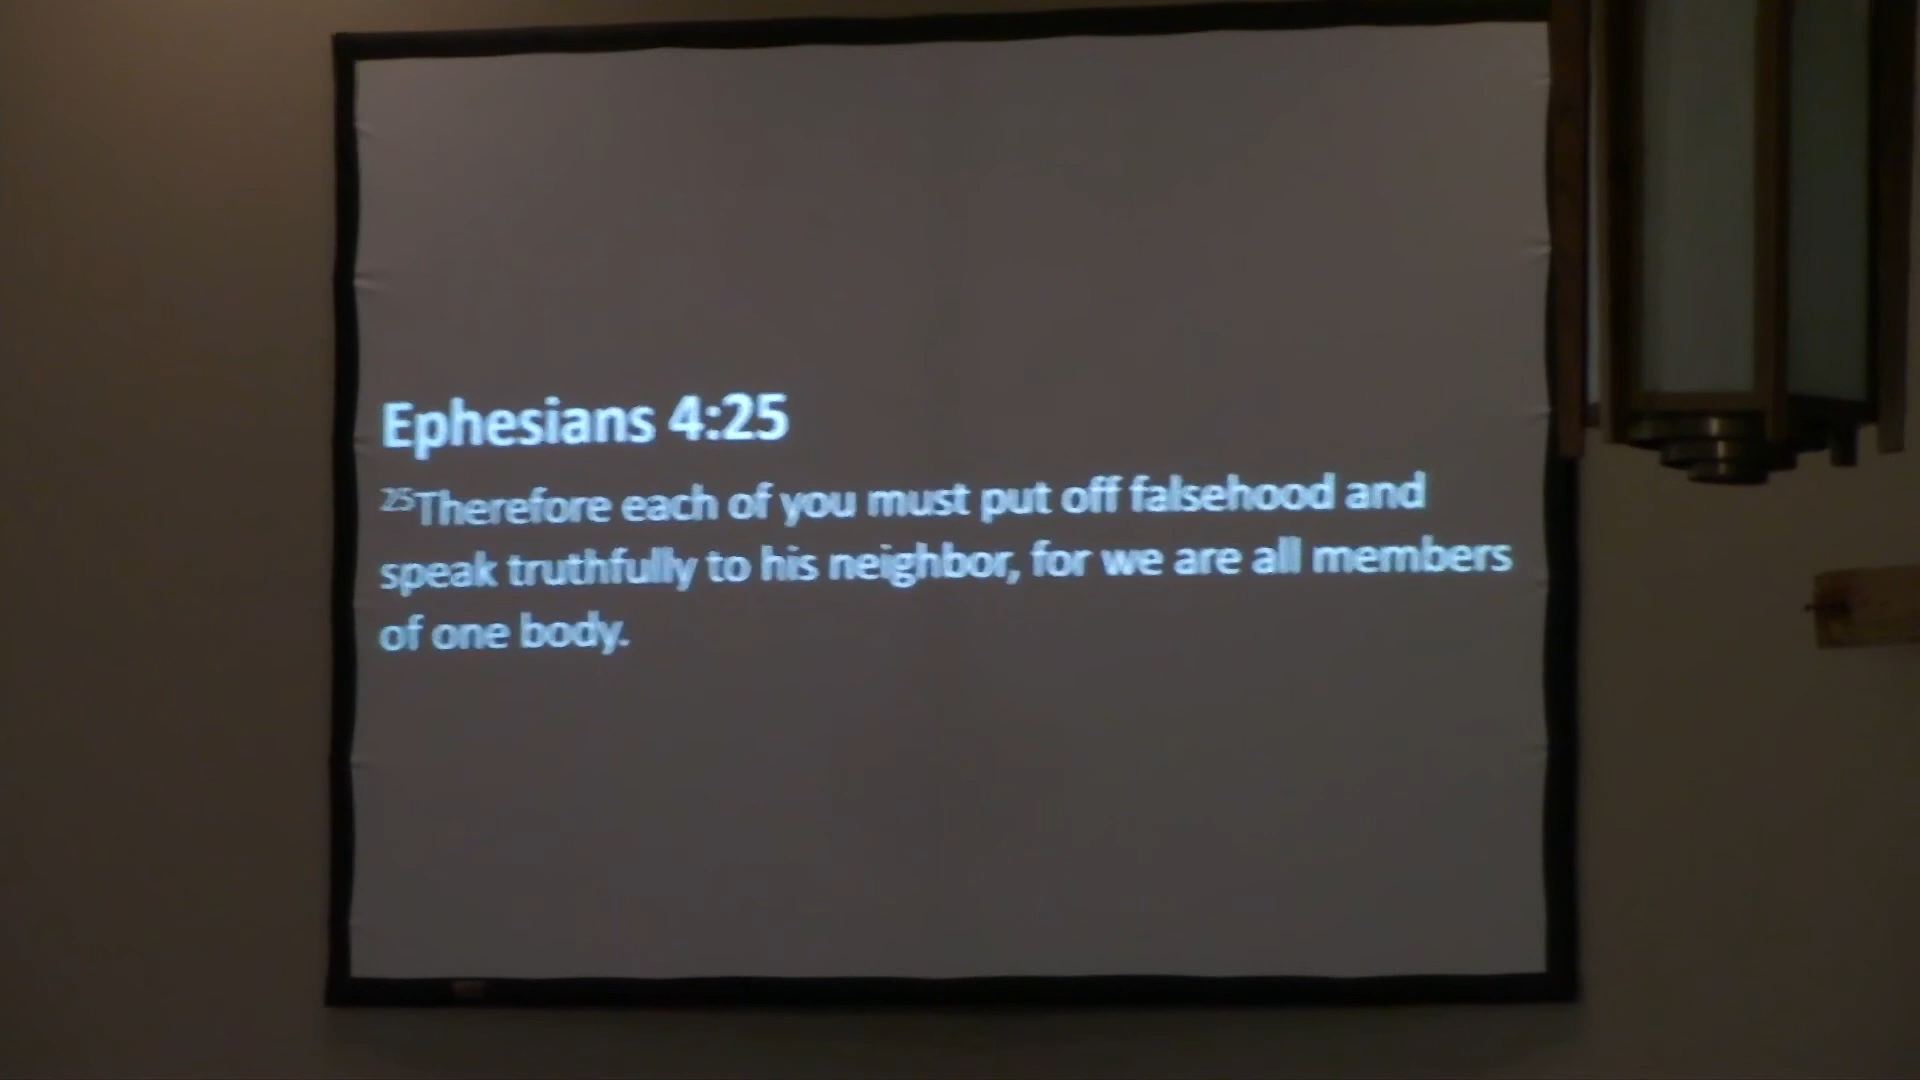 Ephesians 4:25
25Therefore each of you must put off falsehood and
speak truthfully to his neighbor, for we are all members
of one body.